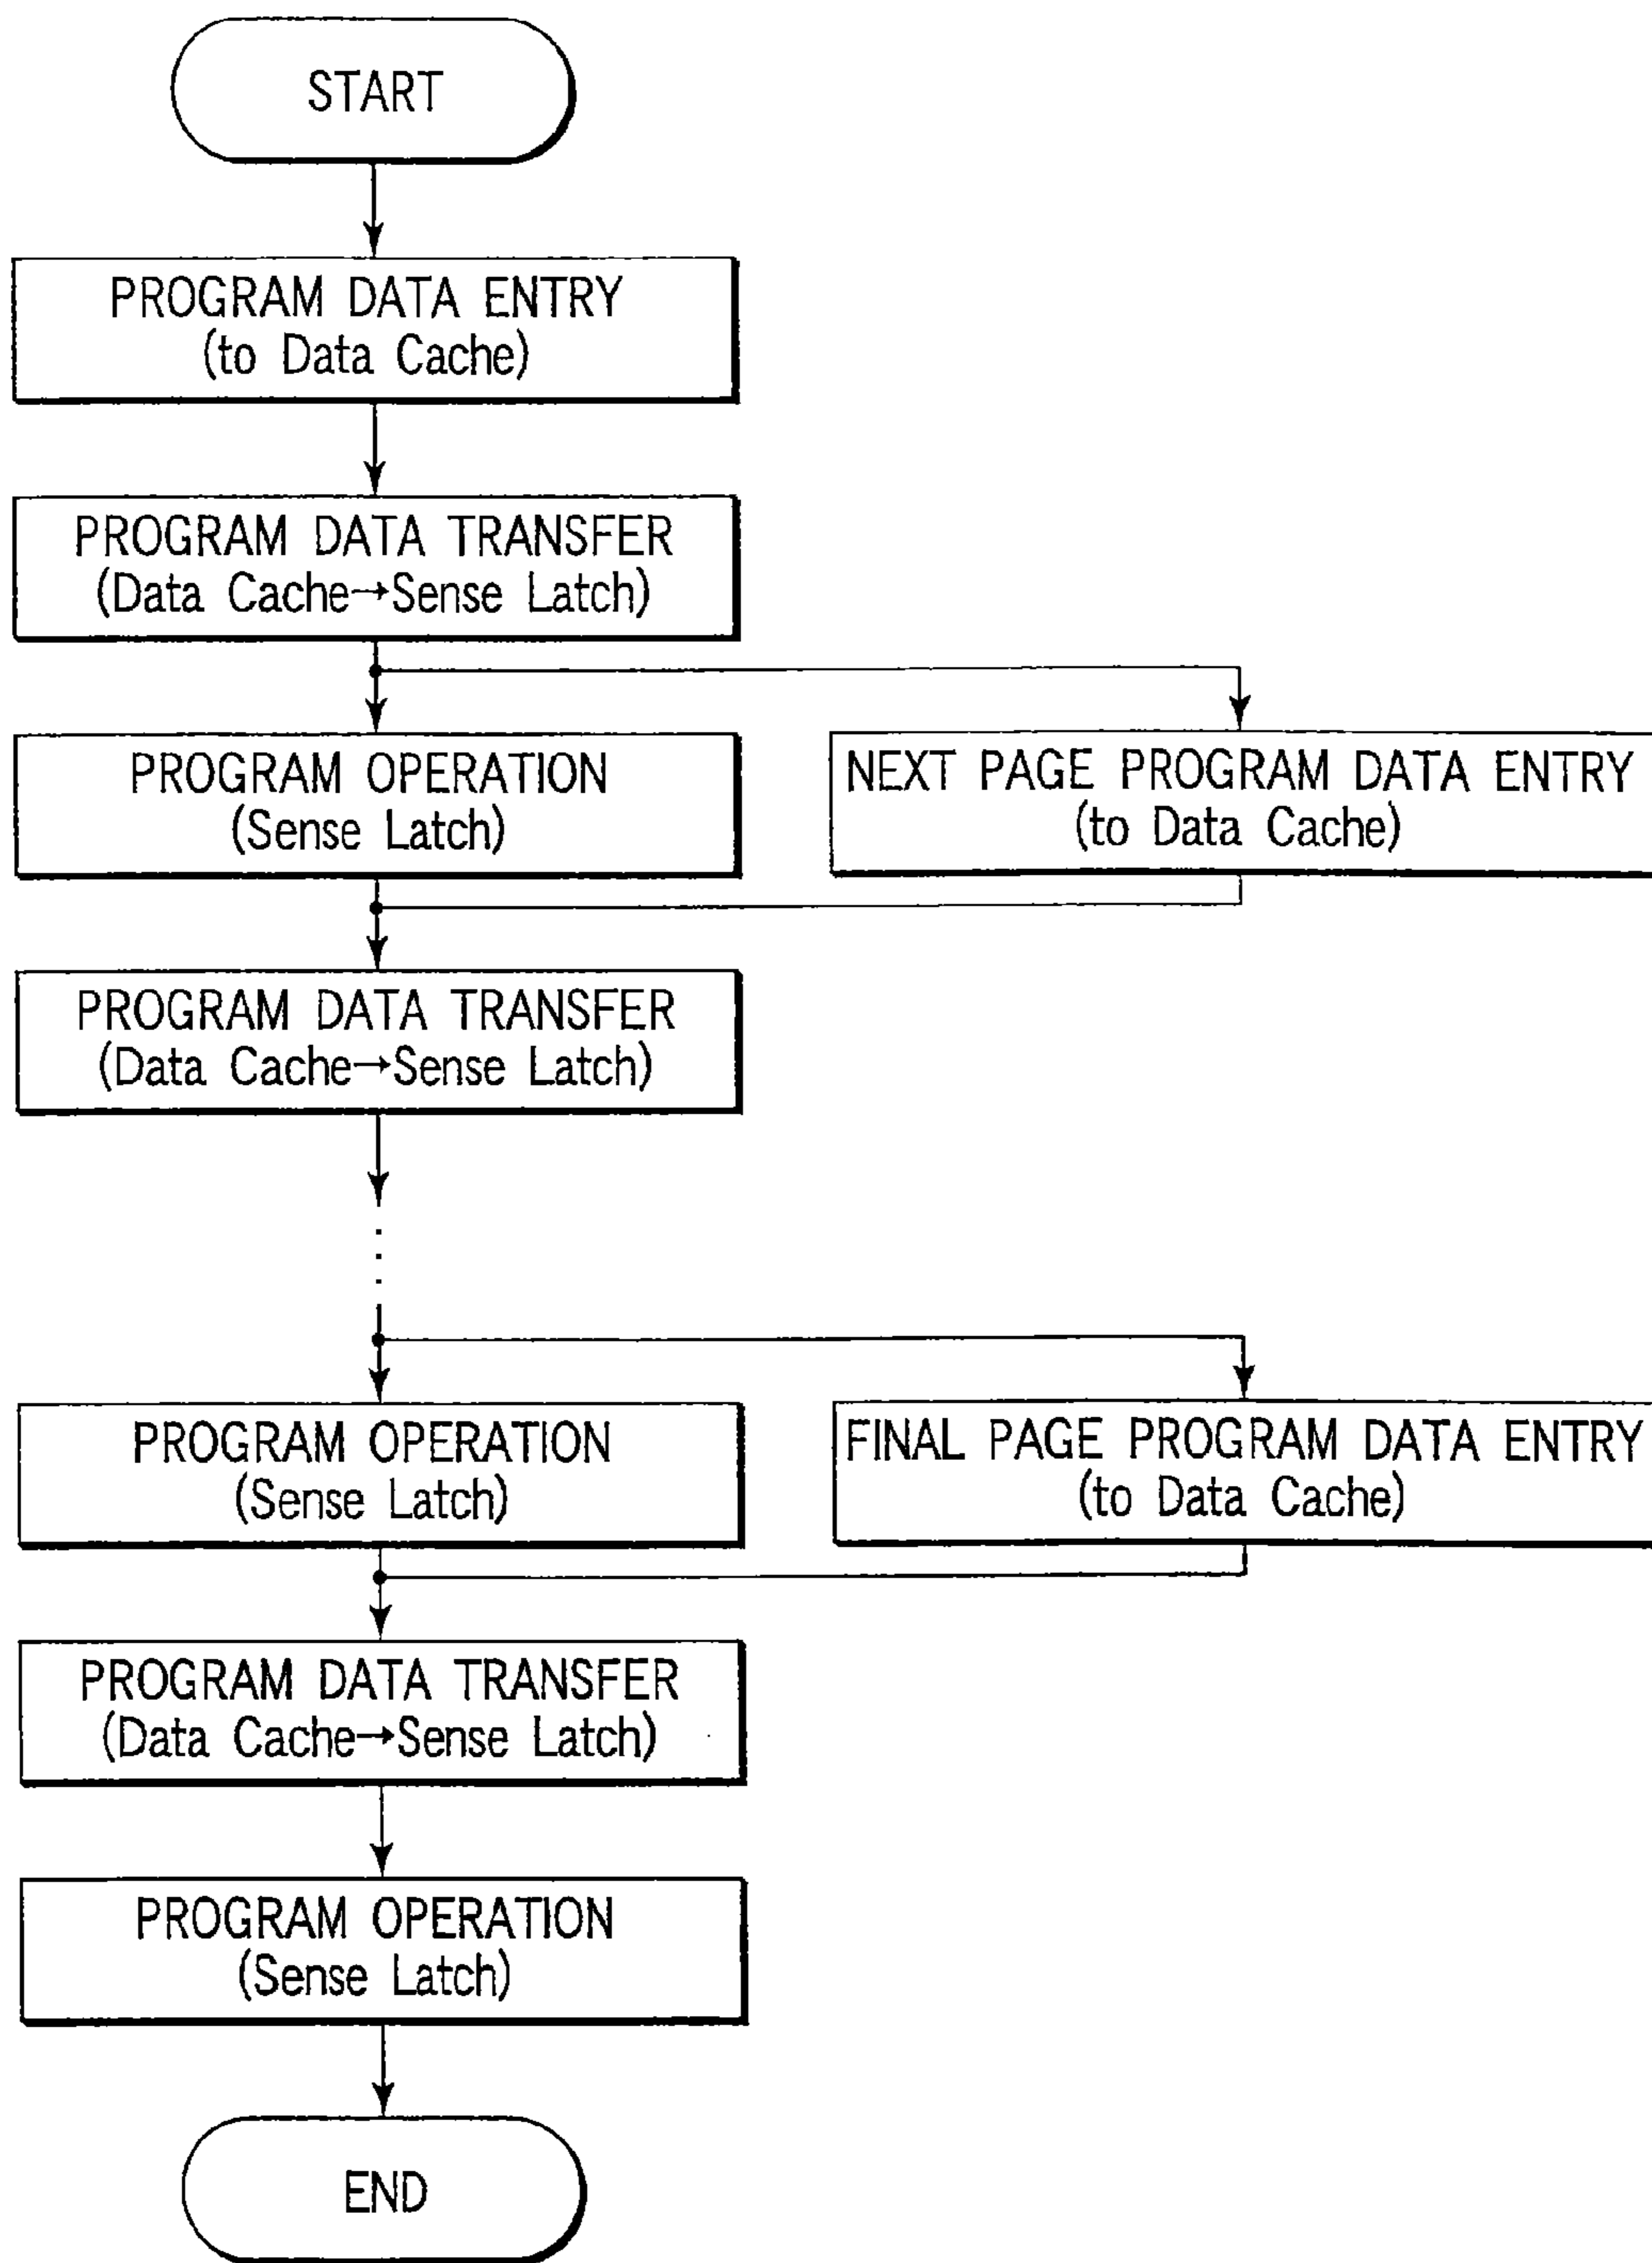 START
PROGRAM DATA ENTRY
(to Data Cache)
PROGRAM DATA TRANSFER
(Data Cache→Sense Latch)
PROGRAM OPERATION
(Sense Latch)
NEXT PAGE PROGRAM DATA ENTRY
(to Data Cache)
PROGRAM DATA TRANSFER
(Data Cache→Sense Latch)
PROGRAM OPERATION
(Sense Latch)
FINAL PAGE PROGRAM DATA ENTRY
(to Data Cache)
PROGRAM DATA TRANSFER
(Data Cache→Sense Latch)
PROGRAM OPERATION
(Sense Latch)
END